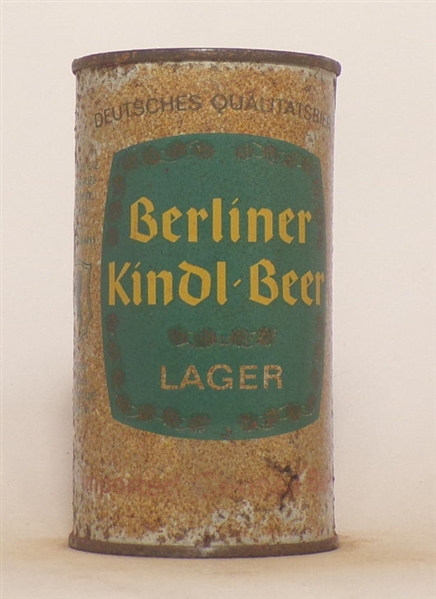 DEUTSCHES QUALITÄTSBIER
Berliner
Kindl-Beer
LAGER